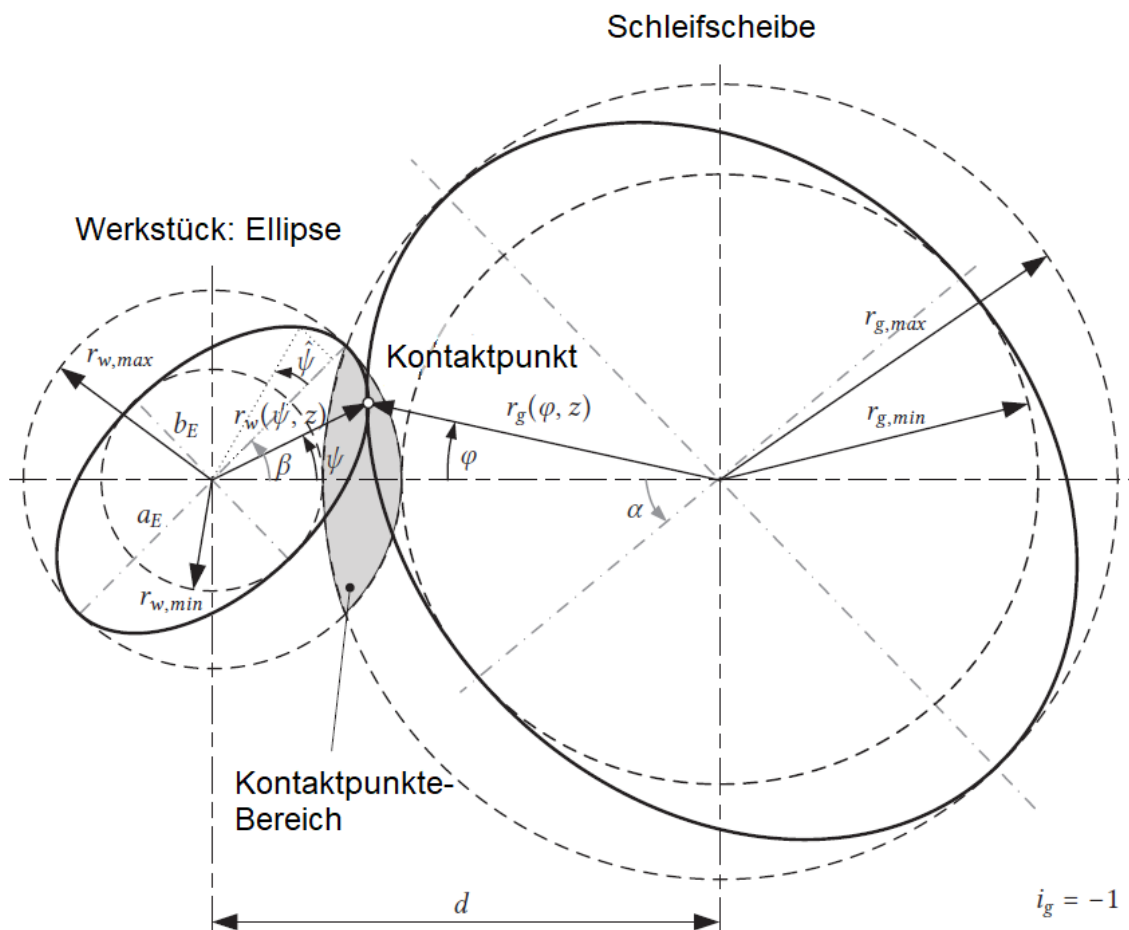 Schleifscheibe
Werkstück: Ellipse
r_{w,max}
r_{g,max}
Kontaktpunkt
ψ̂
b_E
r_w(ψ, z)
r_g(φ, z)
r_{g,min}
β
ψ
φ
a_E
α
r_{w,min}
Kontaktpunkte-
Bereich
d
i_g = −1